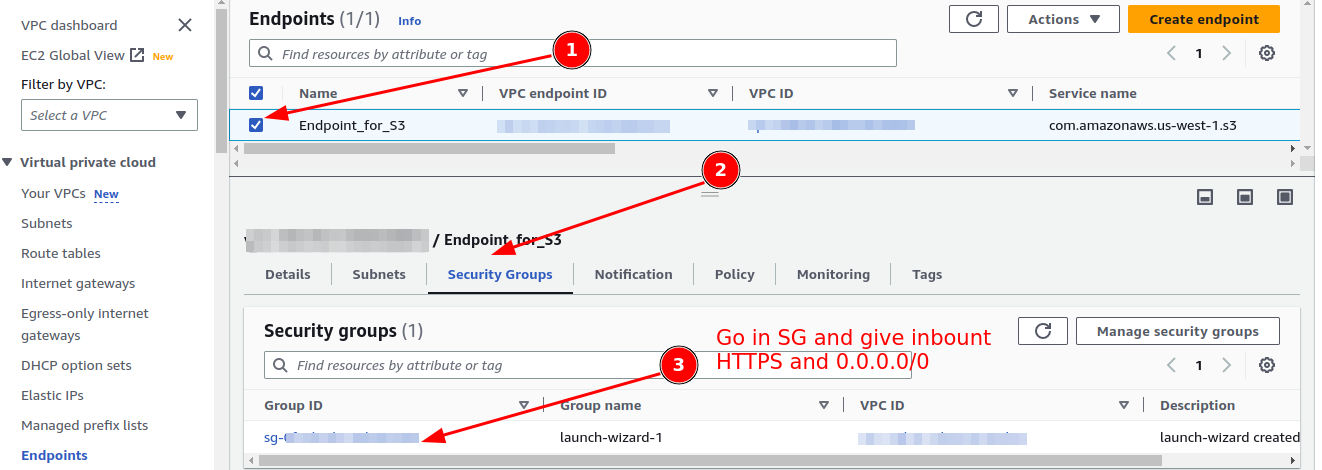 VPC dashboard
EC2 Global View New
Filter by VPC:
Select a VPC
Virtual private cloud
Your VPCs New
Subnets
Route tables
Internet gateways
Egress-only internet
gateways
DHCP option sets
Elastic IPs
Managed prefix lists
Endpoints
Endpoints (1/1) Info
Actions
Create endpoint
Find resources by attribute or tag
1
1
Name
VPC endpoint ID
VPC ID
Service name
Endpoint_for_S3
com.amazonaws.us-west-1.s3
2
/ Endpoint_for_S3
Details
Subnets
Security Groups
Notification
Policy
Monitoring
Tags
Security groups (1)
Go in SG and give inbount
HTTPS and 0.0.0.0/0
Manage security groups
Find resources by attribute or tag
3
1
Group ID
Group name
VPC ID
Description
sg-
launch-wizard-1
launch-wizard created